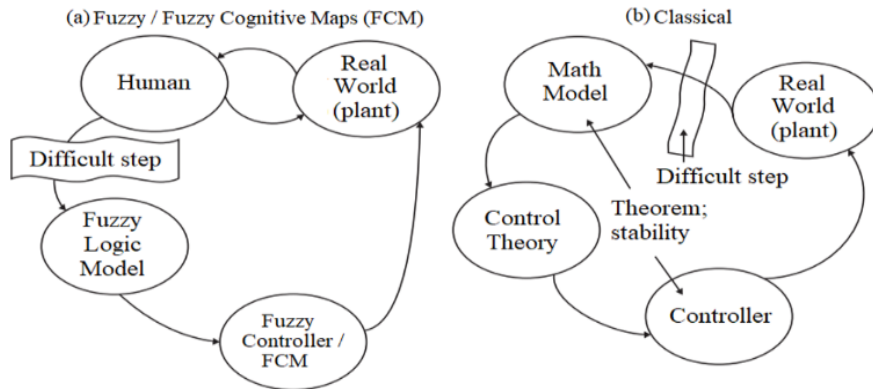 (a) Fuzzy / Fuzzy Cognitive Maps (FCM)
Human
Real
World
(plant)
Difficult step
Fuzzy
Logic
Model
Fuzzy
Controller /
FCM
(b) Classical
Math
Model
Real
World
(plant)
Difficult step
Theorem;
stability
Control
Theory
Controller